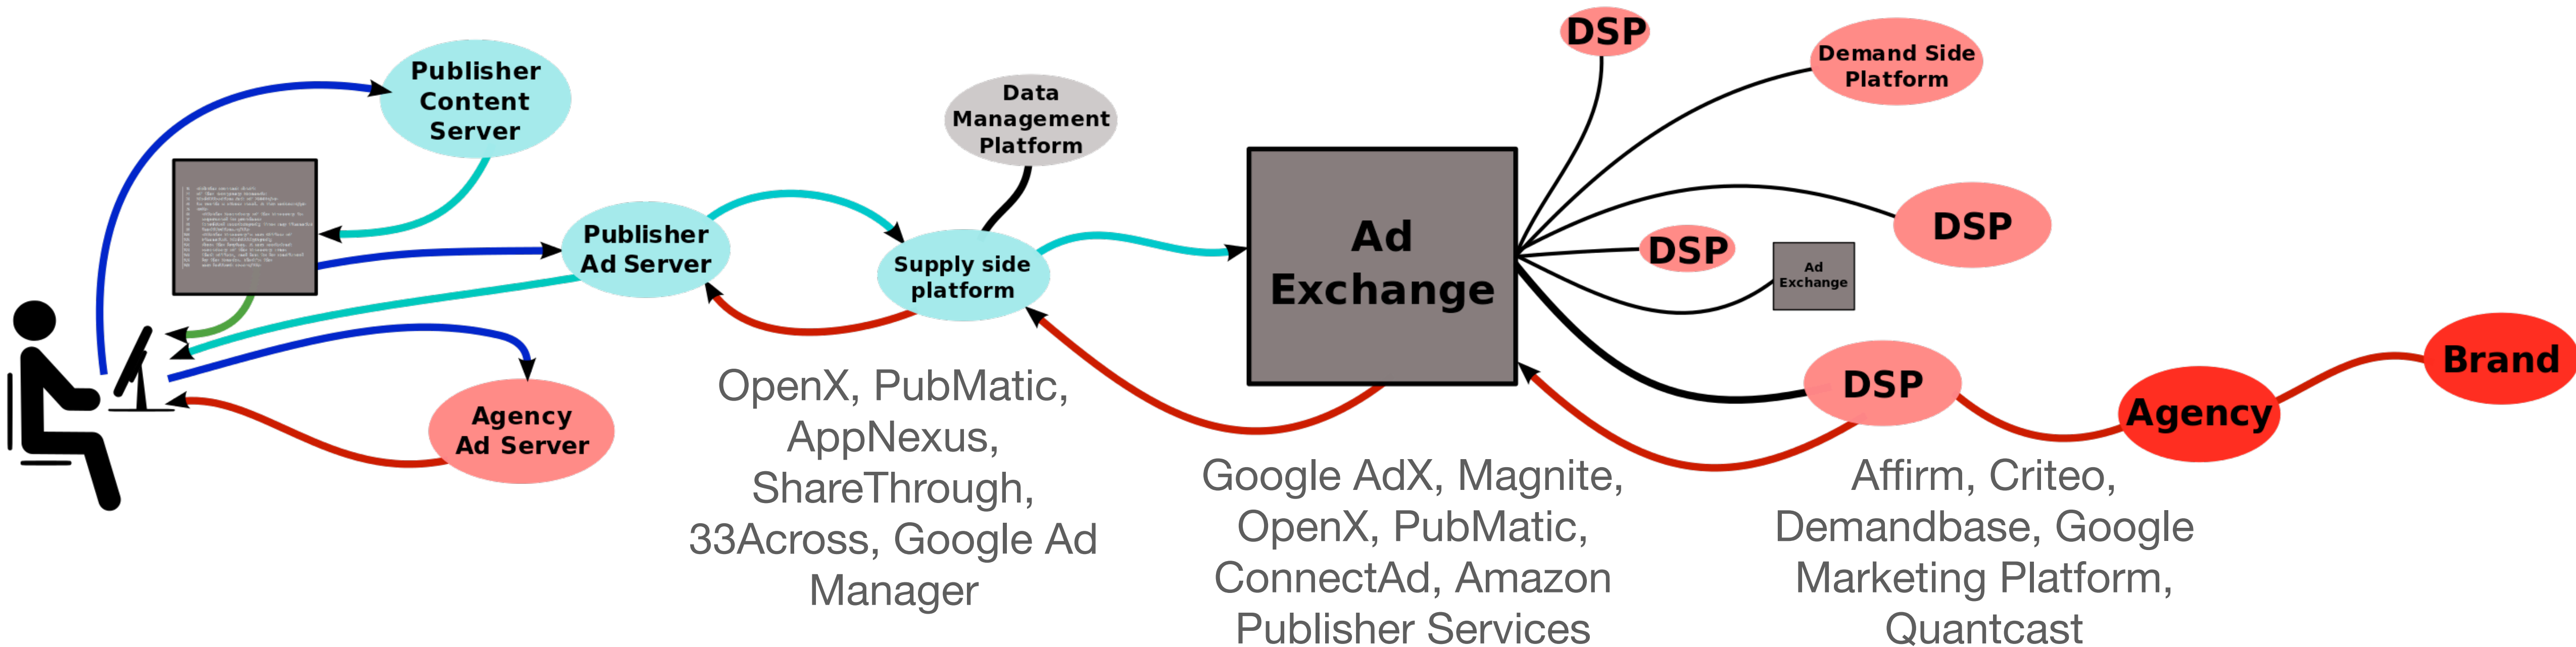 Publisher
Content
Server
Publisher
Ad Server
Agency
Ad Server
Data
Management
Platform
Supply side
platform
OpenX, PubMatic,
AppNexus,
ShareThrough,
33Across, Google Ad
Manager
Ad
Exchange
Google AdX, Magnite,
OpenX, PubMatic,
ConnectAd, Amazon
Publisher Services
DSP
Demand Side
Platform
DSP
DSP
Ad
Exchange
DSP
Affirm, Criteo,
Demandbase, Google
Marketing Platform,
Quantcast
Agency
Brand